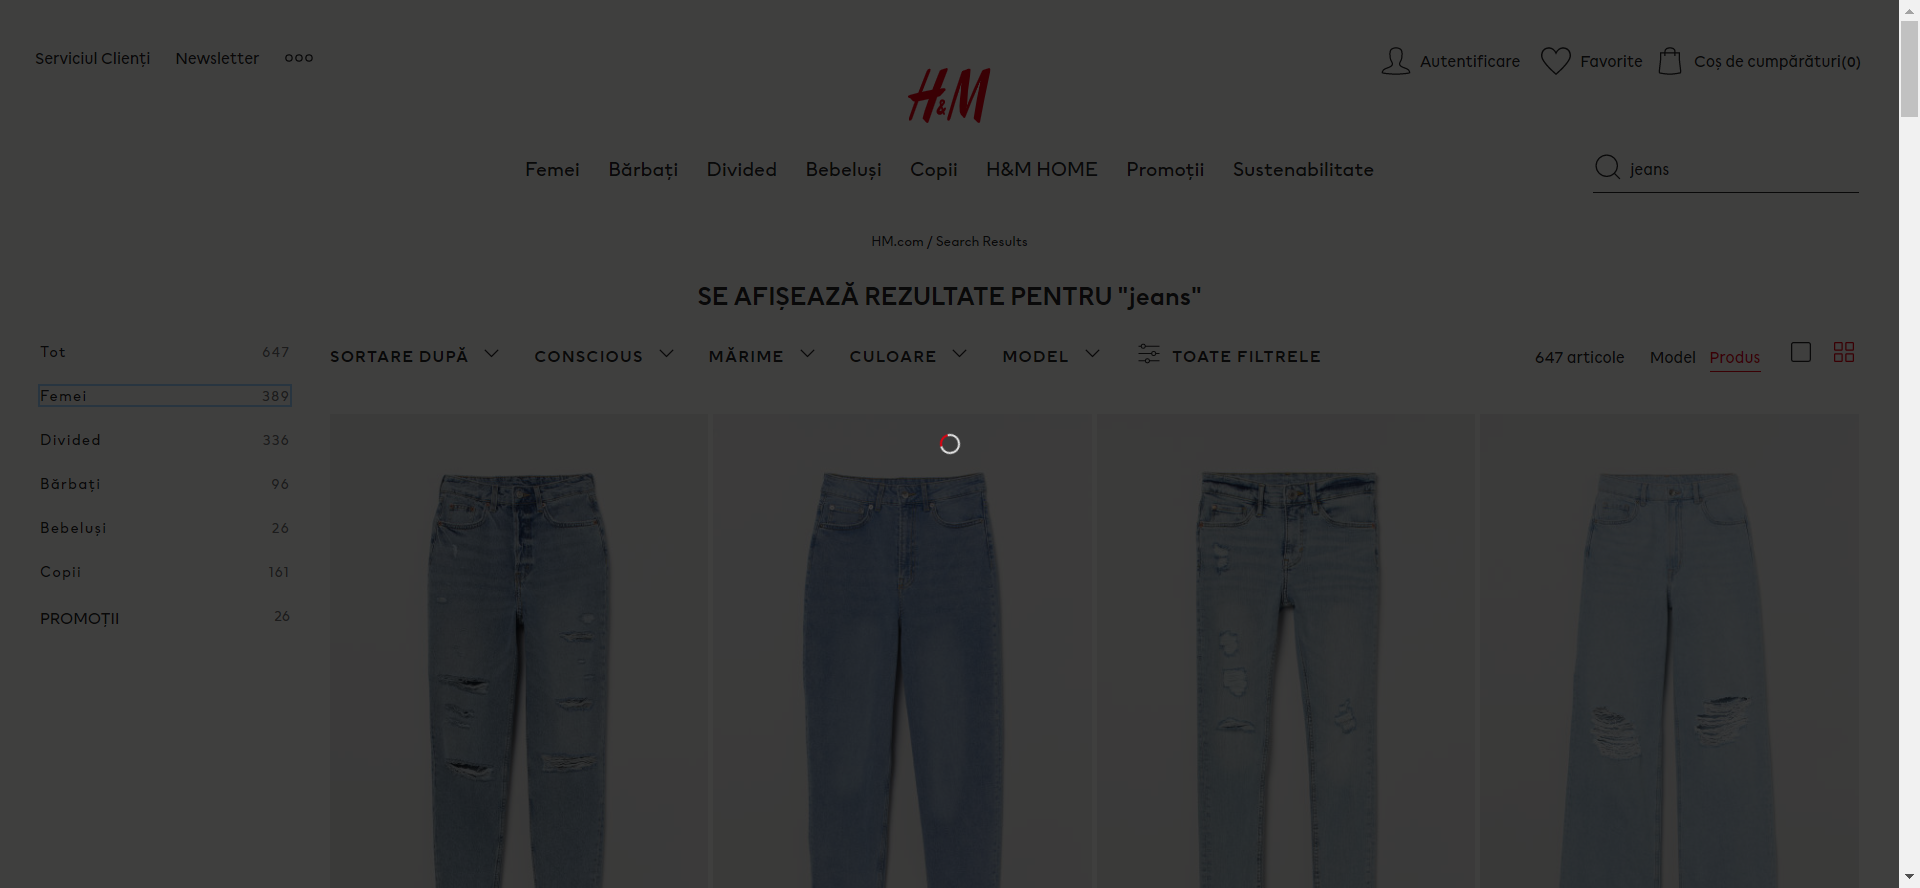 Serviciul Clienți Newsletter
Autentificare Favorite Coș de cumpărături(0)
H&M
Femei Bărbați Divided Bebeluși Copii H&M HOME Promoții Sustenabilitate
jeans
HM.com / Search Results
SE AFIȘEAZĂ REZULTATE PENTRU "jeans"
SORTARE DUPĂ CONSCIOUS MĂRIME CULOARE MODEL TOATE FILTRELE
647 articole Model Produs
Tot 647
Femei 389
Divided 336
Bărbați 96
Bebeluși 26
Copii 161
PROMOȚII 26